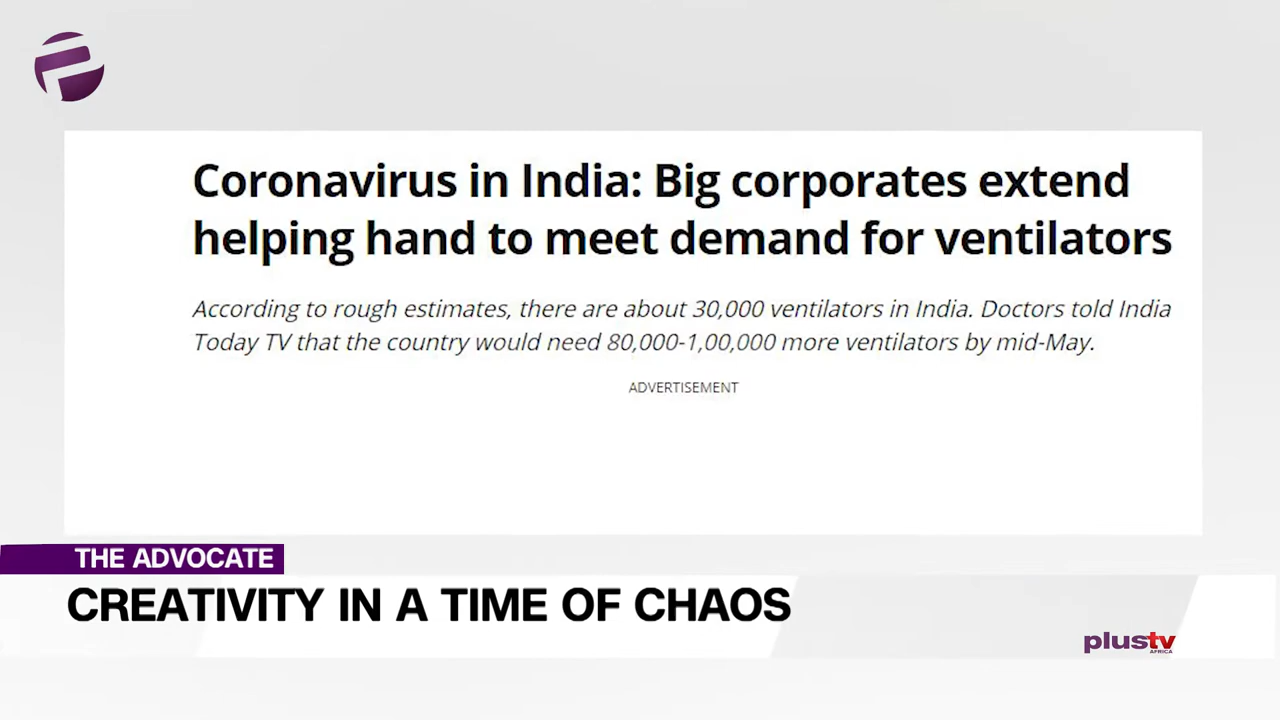 Coronavirus in India: Big corporates extend
helping hand to meet demand for ventilators
According to rough estimates, there are about 30,000 ventilators in India. Doctors told India
Today TV that the country would need 80,000-1,00,000 more ventilators by mid-May.
ADVERTISEMENT
THE ADVOCATE
CREATIVITY IN A TIME OF CHAOS
plustv
AFRICA